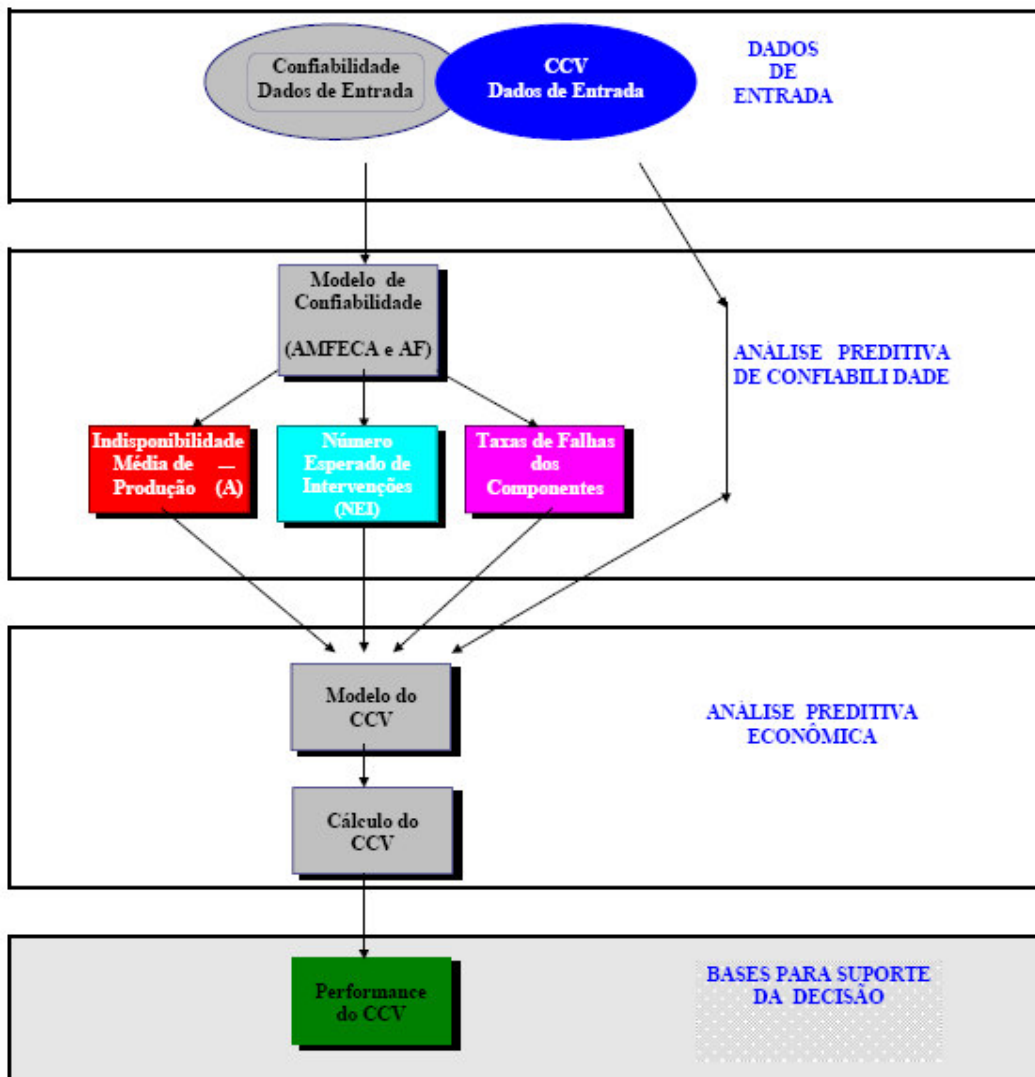 Confiabilidade
Dados de Entrada
CCV
Dados de Entrada
DADOS
DE
ENTRADA
Modelo de
Confiabilidade
(AMFECA e AF)
ANÁLISE PREDITIVA
DE CONFIABILI DADE
Indisponibilidade
Média de —
Produção (A)
Número
Esperado de
Intervenções
(NEI)
Taxas de Falhas
dos
Componentes
Modelo do
CCV
ANÁLISE PREDITIVA
ECONÔMICA
Cálculo do
CCV
Performance
do CCV
BASES PARA SUPORTE
DA DECISÃO